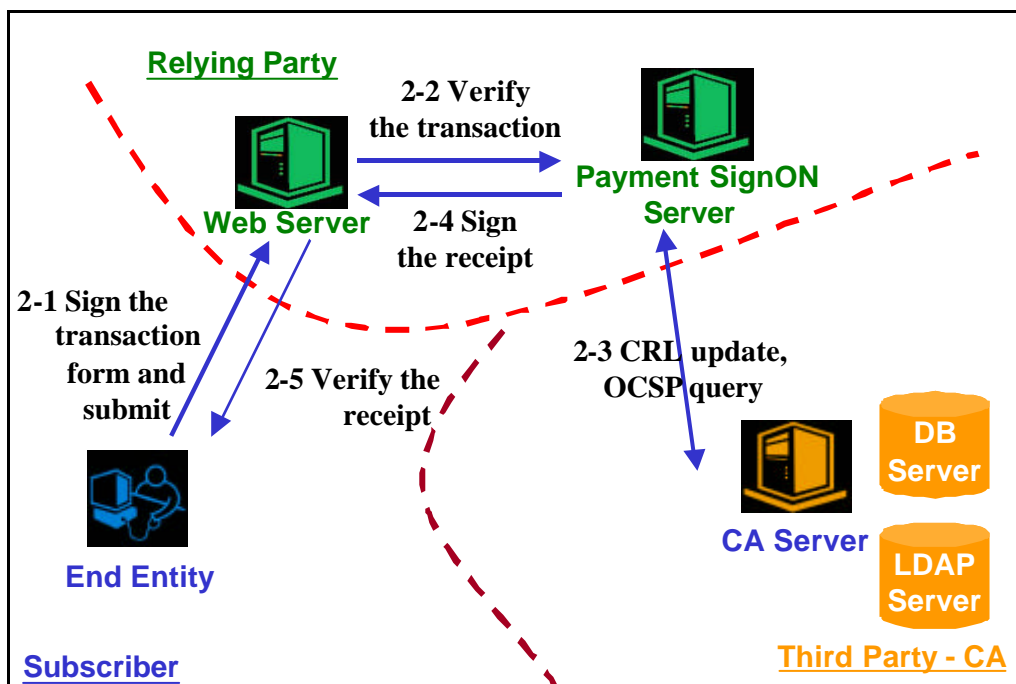 Relying Party
2-2 Verify
the transaction
Payment SignON
Server
Web Server
2-4 Sign
the receipt
2-1 Sign the
transaction
form and
submit
2-3 CRL update,
OCSP query
2-5 Verify the
receipt
DB
Server
CA Server
LDAP
Server
End Entity
Subscriber
Third Party - CA